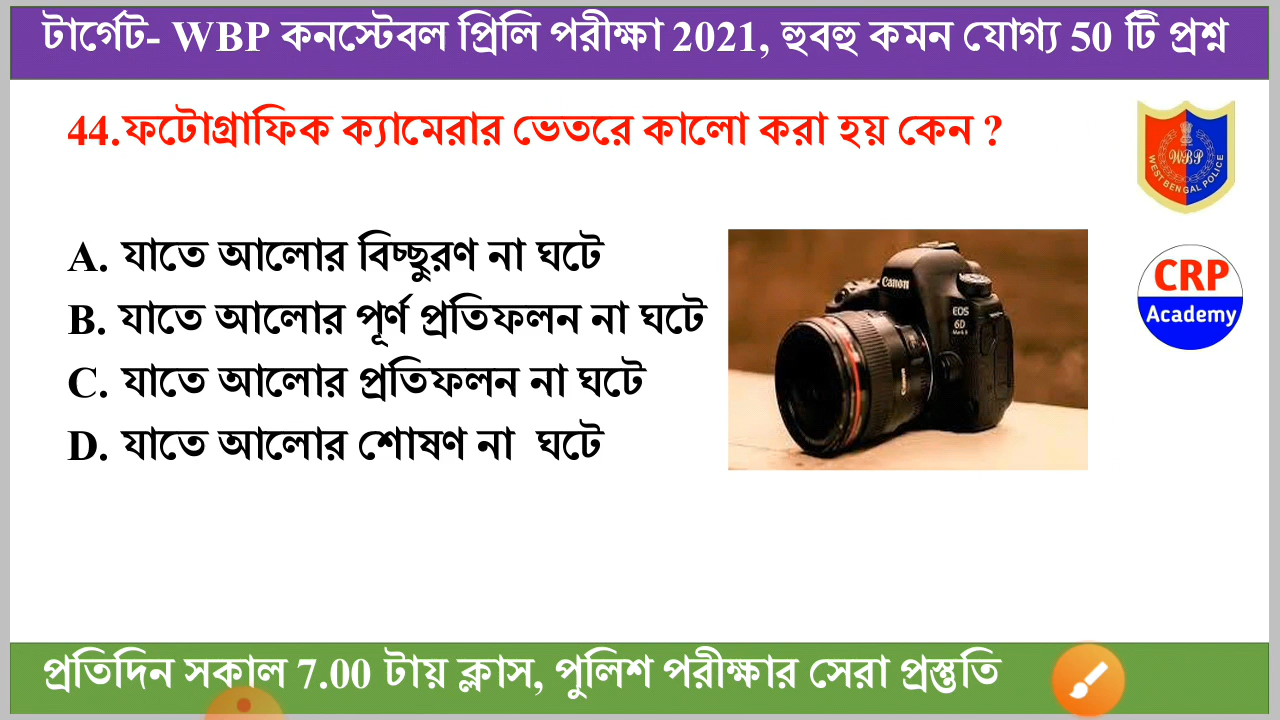 টার্গেট- WBP কনস্টেবল প্রিলি পরীক্ষা 2021, হুবহু কমন যোগ্য 50 টি প্রশ্ন
44.ফটোগ্রাফিক ক্যামেরার ভেতরে কালো করা হয় কেন ?
WBP
WEST BENGAL POLICE
A. যাতে আলোর বিচ্ছুরণ না ঘটে
B. যাতে আলোর পূর্ণ প্রতিফলন না ঘটে
C. যাতে আলোর প্রতিফলন না ঘটে
D. যাতে আলোর শোষণ না ঘটে
Canon
EOS
6D
CRP
Academy
প্রতিদিন সকাল 7.00 টায় ক্লাস, পুলিশ পরীক্ষার সেরা প্রস্তুতি